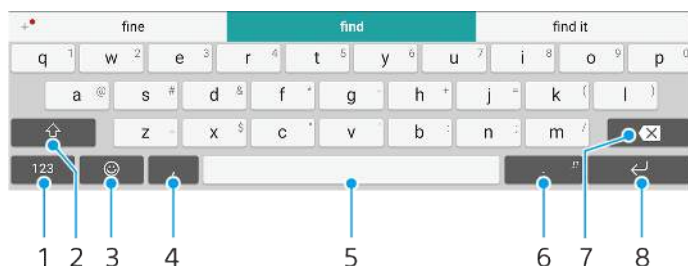 + fine find find it
q 1 w 2 e 3 r 4 t 5 y 6 u 7 i 8 o 9 p 0
a @ s # d & f * g - h + j = k ( l )
z _ x $ c " v ' b : n ; m /
123 , . !?
1 2 3 4 5 6 7 8